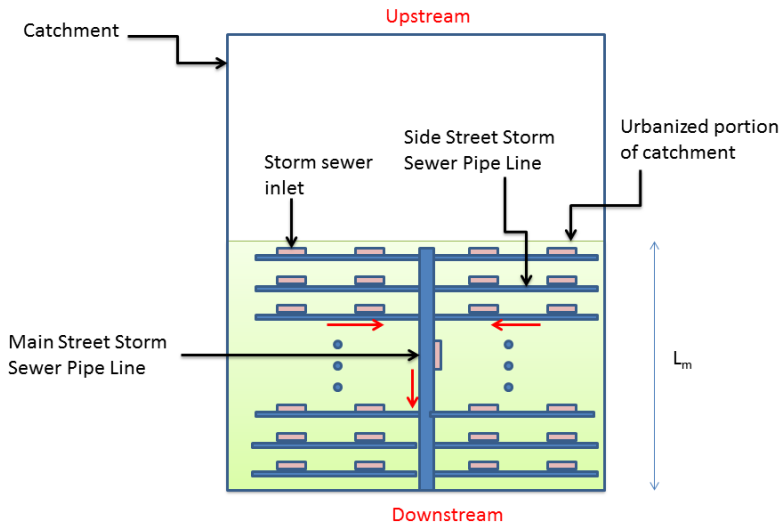 Upstream
Catchment
Side Street Storm
Sewer Pipe Line
Urbanized portion
of catchment
Storm sewer
inlet
Main Street Storm
Sewer Pipe Line
Lm
Downstream